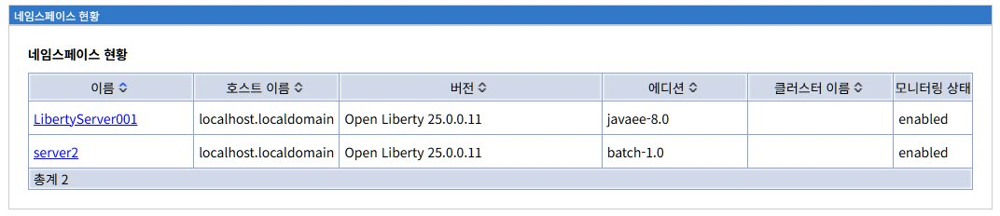 네임스페이스 현황
네임스페이스 현황
이름 호스트 이름 버전 에디션 클러스터 이름 모니터링 상태
LibertyServer001 localhost.localdomain Open Liberty 25.0.0.11 javaee-8.0 enabled
server2 localhost.localdomain Open Liberty 25.0.0.11 batch-1.0 enabled
총계 2